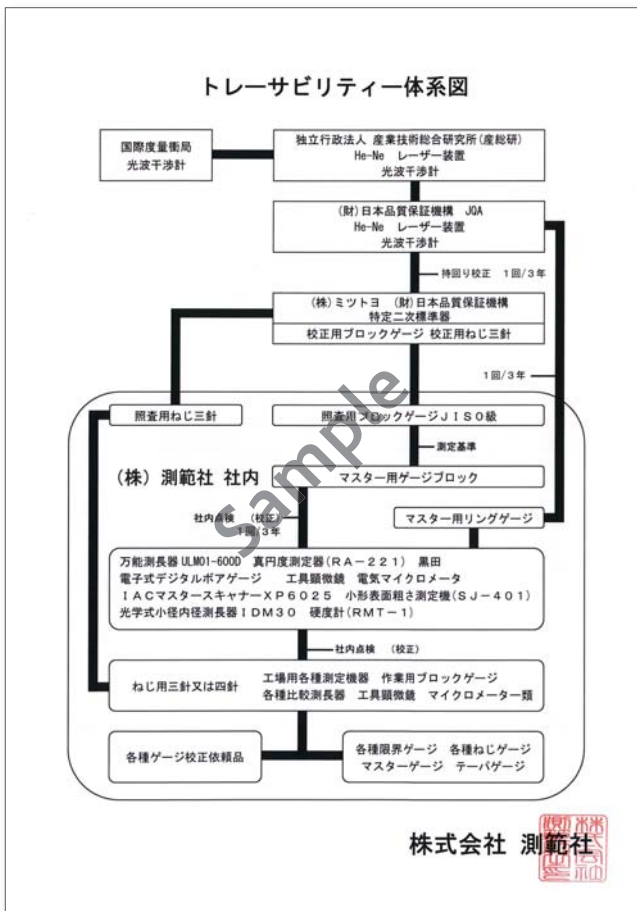 トレーサビリティー体系図
国際度量衡局
光波干渉計
独立行政法人 産業技術総合研究所(産総研)
He-Ne レーザー装置
光波干渉計
(財)日本品質保証機構 JQA
He-Ne レーザー装置
光波干渉計
持回り校正 1回/3年
(株)ミツトヨ (財)日本品質保証機構
特定二次標準器
校正用ブロックゲージ 校正用ねじ三針
1回/3年
照査用ねじ三針
照査用ブロックゲージJIS0級
測定基準
(株) 測範社 社内
マスター用ゲージブロック
社内点検 (校正)
1回/3年
マスター用リングゲージ
万能測長器 ULM01-600D 真円度測定器(RA-221) 黒田
電子式デジタルボアゲージ 工具顕微鏡 電気マイクロメータ
IACマスタースキャナーXP6025 小形表面粗さ測定機(SJ-401)
光学式小径内径測長器IDM30 硬度計(RMT-1)
社内点検 (校正)
ねじ用三針又は四針
工場用各種測定機器 作業用ブロックゲージ
各種比較測長器 工具顕微鏡 マイクロメーター類
各種ゲージ校正依頼品
各種限界ゲージ 各種ねじゲージ
マスターゲージ テーパゲージ
Sample
株式会社 測範社